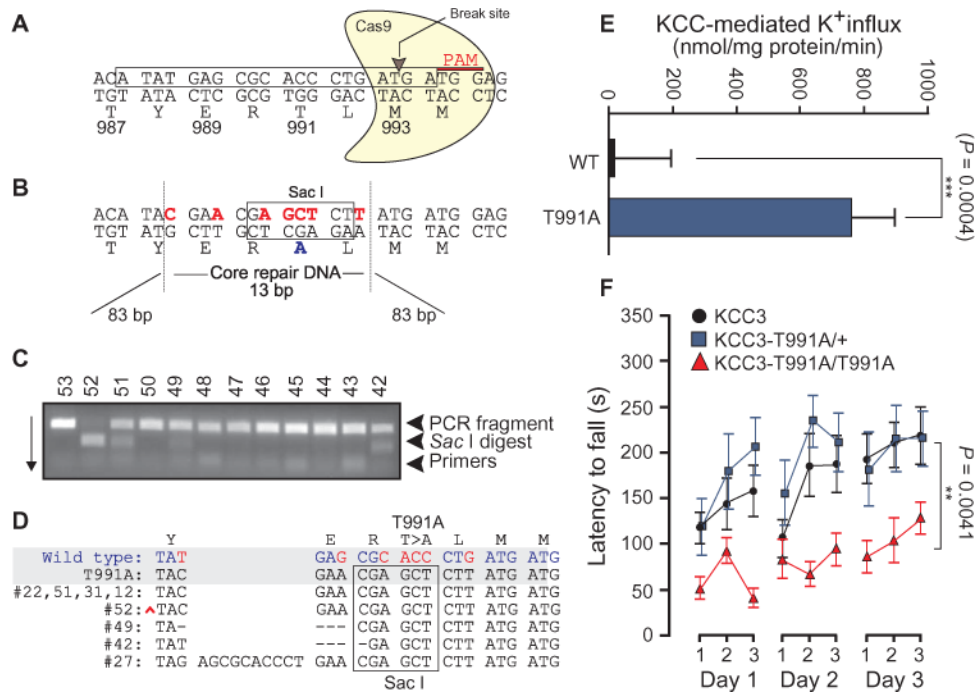 A
Cas9
Break site
PAM
ACA TAT GAG CGC ACC CTG ATG ATG GAG
TGT ATA CTC GCG TGG GAC TAC TAC CTC
T Y E R T L M M
987 989 991 993
B
Sac I
ACA TAC GAA CGA GCT CTT ATG ATG GAG
TGT ATG CTT GCT CGA GAA TAC TAC CTC
T Y E R A L M M
Core repair DNA
13 bp
83 bp 83 bp
C
53 52 51 50 49 48 47 46 45 44 43 42
PCR fragment
Sac I digest
Primers
D
T991A
Y E R T>A L M M
Wild type: TAT GAG CGC ACC CTG ATG ATG
T991A: TAC GAA CGA GCT CTT ATG ATG
#22,51,31,12: TAC GAA CGA GCT CTT ATG ATG
#52: ^TAC GAA CGA GCT CTT ATG ATG
#49: TA- --- CGA GCT CTT ATG ATG
#42: TAT --- -GA GCT CTT ATG ATG
#27: TAG AGCGCACCCT GAA CGA GCT CTT ATG ATG
Sac I
E
KCC-mediated K+ influx
(nmol/mg protein/min)
0 200 400 600 800 1000
WT
T991A
***
(P = 0.0004)
F
KCC3
KCC3-T991A/+
KCC3-T991A/T991A
Latency to fall (s)
350
300
250
200
150
100
50
0
**
P = 0.0041
1 2 3 1 2 3 1 2 3
Day 1 Day 2 Day 3